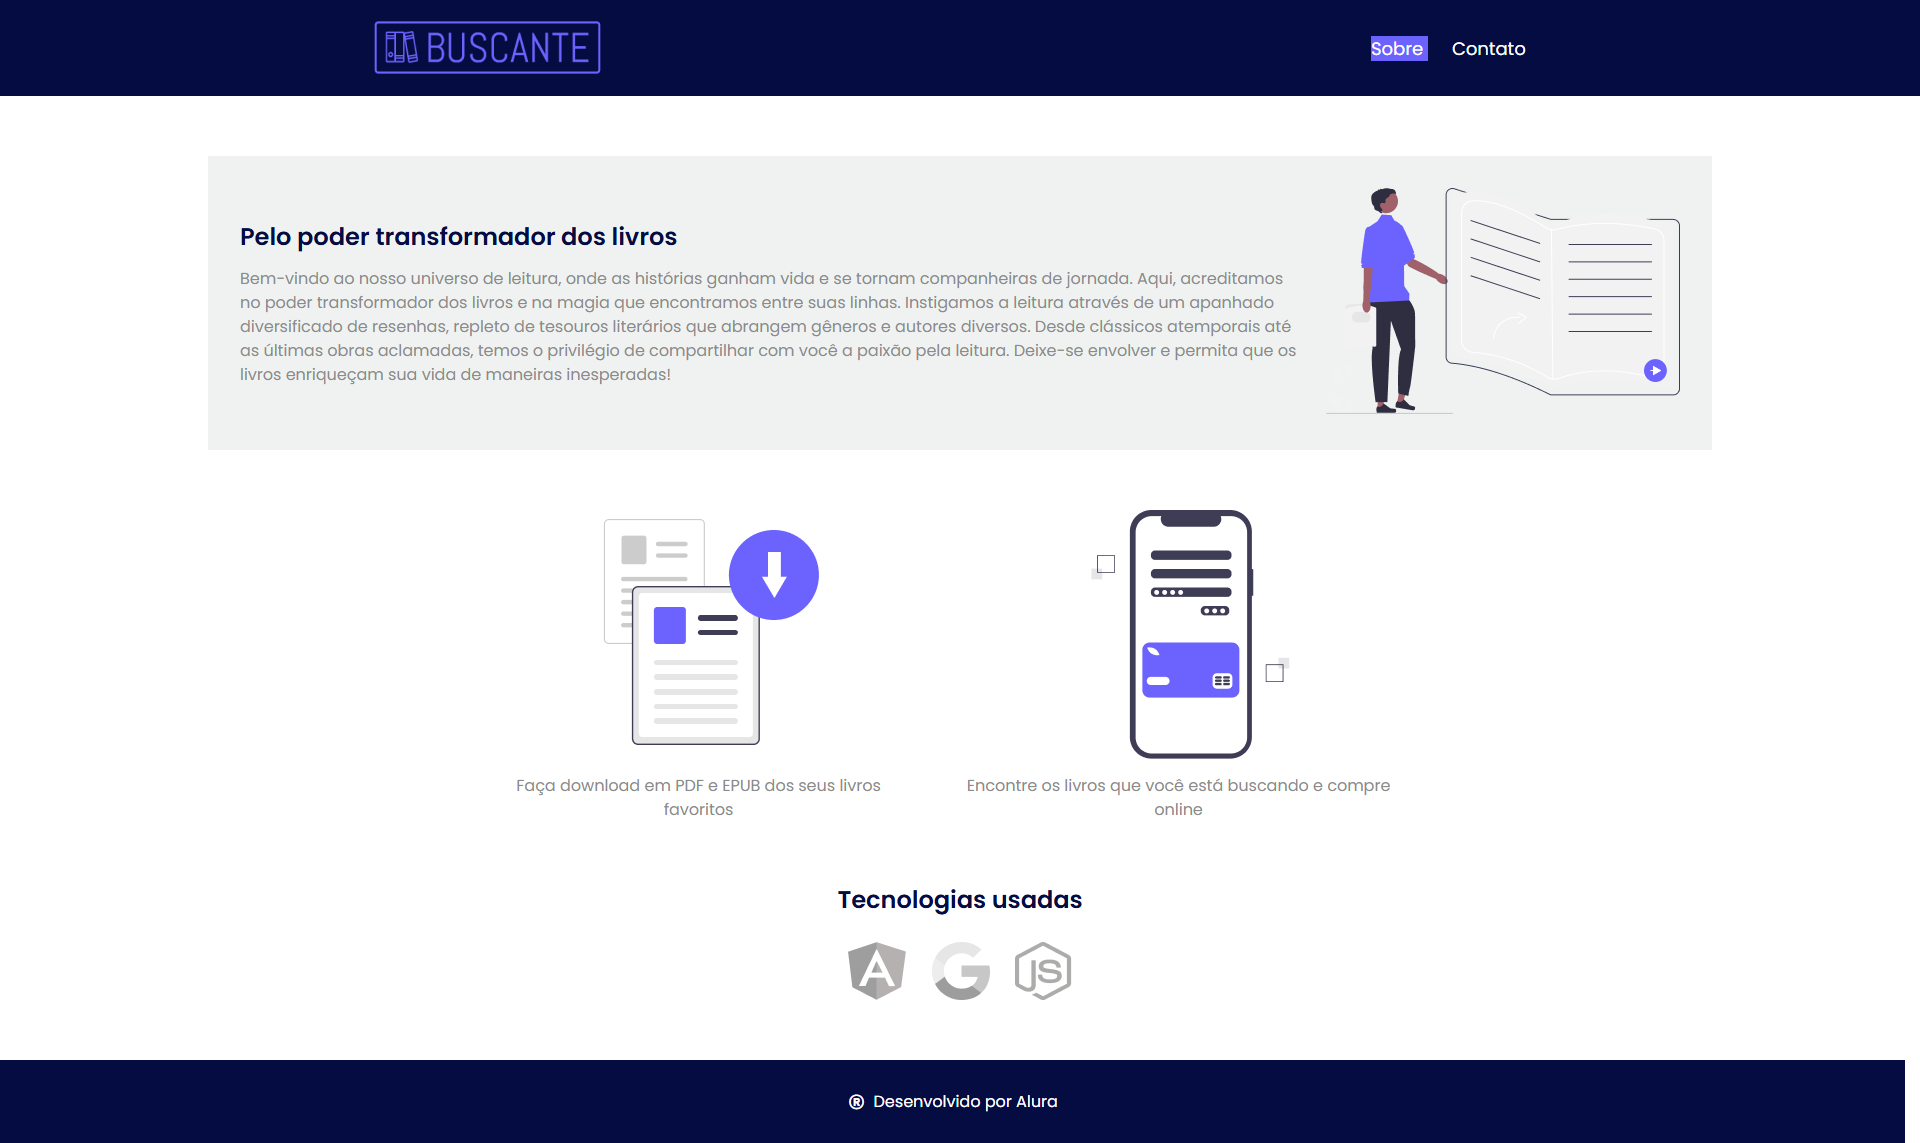 BUSCANTE
Sobre Contato
Pelo poder transformador dos livros
Bem-vindo ao nosso universo de leitura, onde as histórias ganham vida e se tornam companheiras de jornada. Aqui, acreditamos
no poder transformador dos livros e na magia que encontramos entre suas linhas. Instigamos a leitura através de um apanhado
diversificado de resenhas, repleto de tesouros literários que abrangem gêneros e autores diversos. Desde clássicos atemporais até
as últimas obras aclamadas, temos o privilégio de compartilhar com você a paixão pela leitura. Deixe-se envolver e permita que os
livros enriqueçam sua vida de maneiras inesperadas!
Faça download em PDF e EPUB dos seus livros
favoritos
Encontre os livros que você está buscando e compre
online
Tecnologias usadas
A G JS
® Desenvolvido por Alura